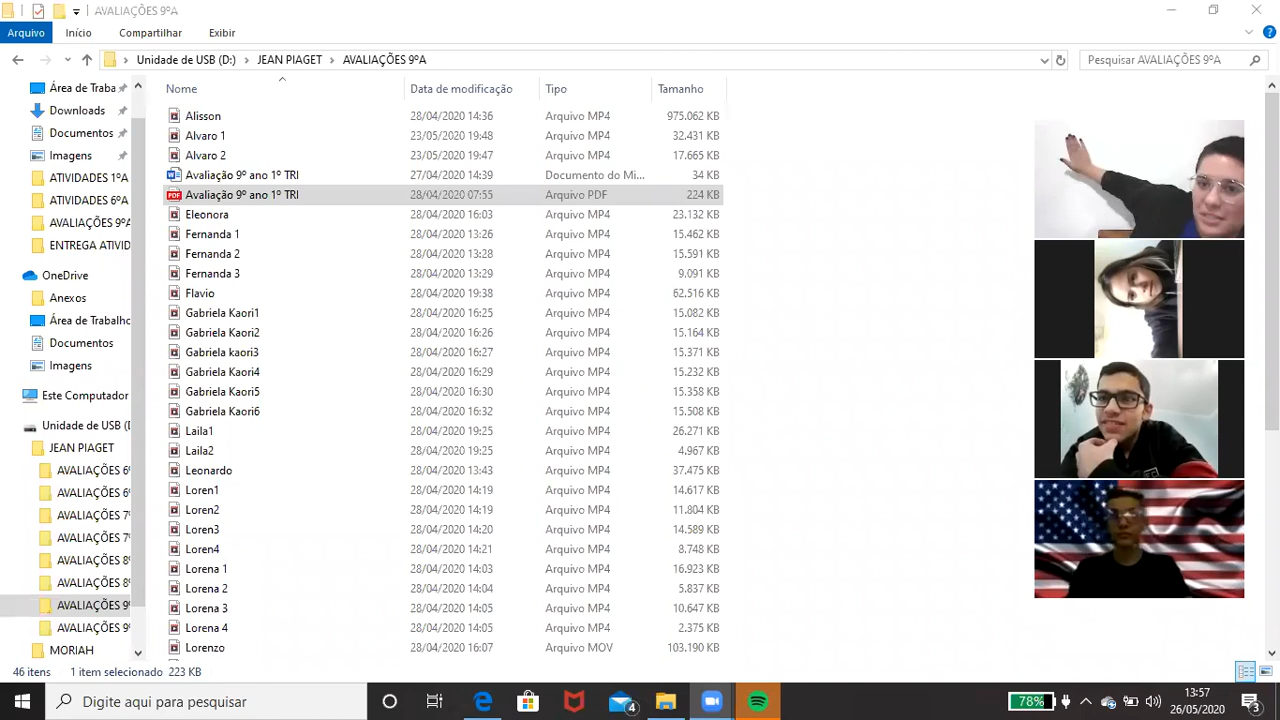 AVALIAÇÕES 9ºA
Arquivo Início Compartilhar Exibir
Unidade de USB (D:) JEAN PIAGET AVALIAÇÕES 9ºA Pesquisar AVALIAÇÕES 9ºA
Nome Data de modificação Tipo Tamanho
Área de Traba
Downloads
Documentos
Imagens
ATIVIDADES 1ºA
ATIVIDADES 6ºA
AVALIAÇÕES 9ºA
ENTREGA ATIVID
OneDrive
Anexos
Área de Trabalho
Documentos
Imagens
Este Computador
Unidade de USB (D
JEAN PIAGET
AVALIAÇÕES 6º
AVALIAÇÕES 7º
AVALIAÇÕES 7º
AVALIAÇÕES 8º
AVALIAÇÕES 8º
AVALIAÇÕES 9º
AVALIAÇÕES 9º
MORIAH
Alisson 28/04/2020 14:36 Arquivo MP4 975.062 KB
Alvaro 1 23/05/2020 19:48 Arquivo MP4 32.431 KB
Alvaro 2 23/05/2020 19:47 Arquivo MP4 17.665 KB
Avaliação 9º ano 1º TRI 27/04/2020 14:39 Documento do Mi... 34 KB
Avaliação 9º ano 1º TRI 28/04/2020 07:55 Arquivo PDF 224 KB
Eleonora 28/04/2020 16:03 Arquivo MP4 23.132 KB
Fernanda 1 28/04/2020 13:26 Arquivo MP4 15.462 KB
Fernanda 2 28/04/2020 13:28 Arquivo MP4 15.591 KB
Fernanda 3 28/04/2020 13:29 Arquivo MP4 9.091 KB
Flavio 28/04/2020 19:38 Arquivo MP4 62.516 KB
Gabriela Kaori1 28/04/2020 16:25 Arquivo MP4 15.082 KB
Gabriela Kaori2 28/04/2020 16:26 Arquivo MP4 15.164 KB
Gabriela kaori3 28/04/2020 16:27 Arquivo MP4 15.371 KB
Gabriela Kaori4 28/04/2020 16:29 Arquivo MP4 15.232 KB
Gabriela Kaori5 28/04/2020 16:30 Arquivo MP4 15.358 KB
Gabriela Kaori6 28/04/2020 16:32 Arquivo MP4 15.508 KB
Laila1 28/04/2020 19:25 Arquivo MP4 26.271 KB
Laila2 28/04/2020 19:25 Arquivo MP4 4.967 KB
Leonardo 28/04/2020 13:43 Arquivo MP4 37.475 KB
Loren1 28/04/2020 14:19 Arquivo MP4 14.617 KB
Loren2 28/04/2020 14:19 Arquivo MP4 11.804 KB
Loren3 28/04/2020 14:20 Arquivo MP4 14.589 KB
Loren4 28/04/2020 14:21 Arquivo MP4 8.748 KB
Lorena 1 28/04/2020 14:03 Arquivo MP4 16.923 KB
Lorena 2 28/04/2020 14:04 Arquivo MP4 5.837 KB
Lorena 3 28/04/2020 14:05 Arquivo MP4 10.647 KB
Lorena 4 28/04/2020 14:05 Arquivo MP4 2.375 KB
Lorenzo 28/04/2020 16:07 Arquivo MOV 103.190 KB
46 itens 1 item selecionado 223 KB
Digite aqui para pesquisar 4 78% 13:57
26/05/2020 3